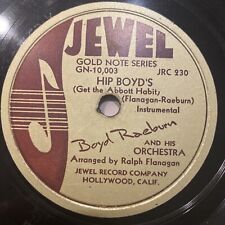 JEWEL
GOLD NOTE SERIES
GN-10,003 JRC 230
HIP BOYD'S
(Get the Abbott Habit)
(Flanagan-Raeburn)
Instrumental
Boyd Raeburn
AND HIS
ORCHESTRA
Arranged by Ralph Flanagan
JEWEL RECORD COMPANY
HOLLYWOOD, CALIF.